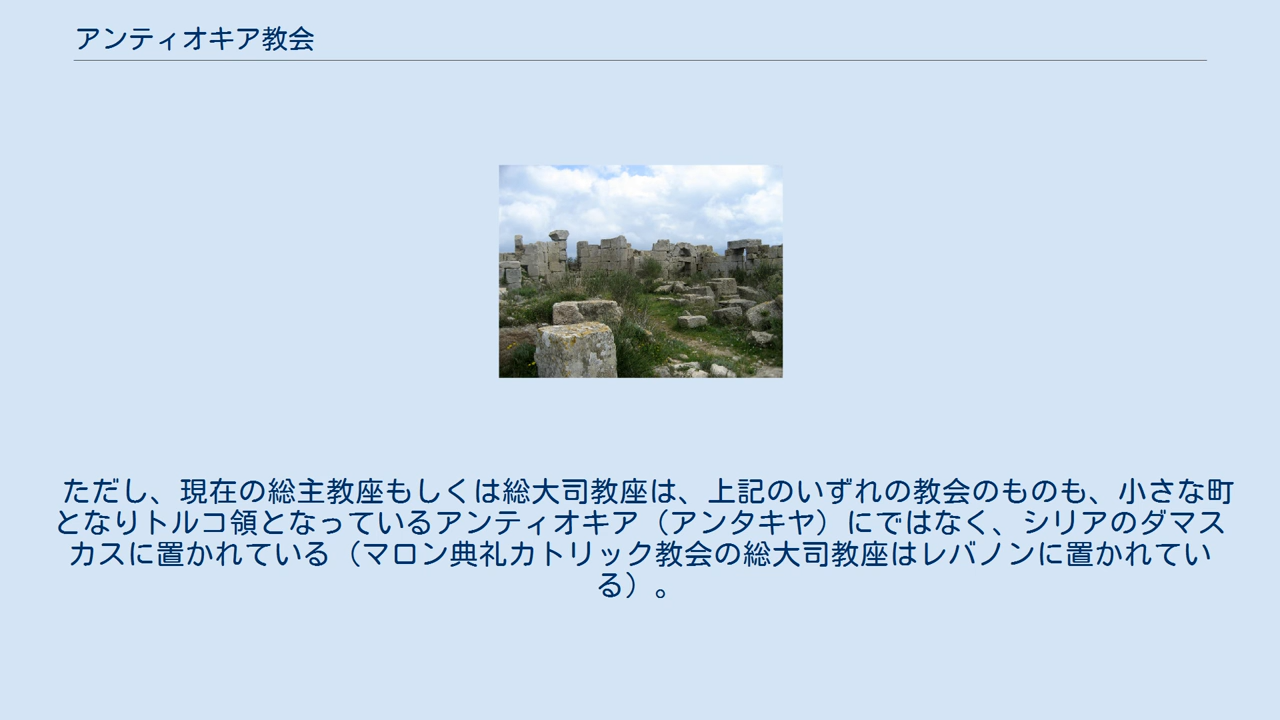 アンティオキア教会
ただし、現在の総主教座もしくは総大司教座は、上記のいずれの教会のものも、小さな町
となりトルコ領となっているアンティオキア（アンタキヤ）にではなく、シリアのダマス
カスに置かれている（マロン典礼カトリック教会の総大司教座はレバノンに置かれてい
る）。